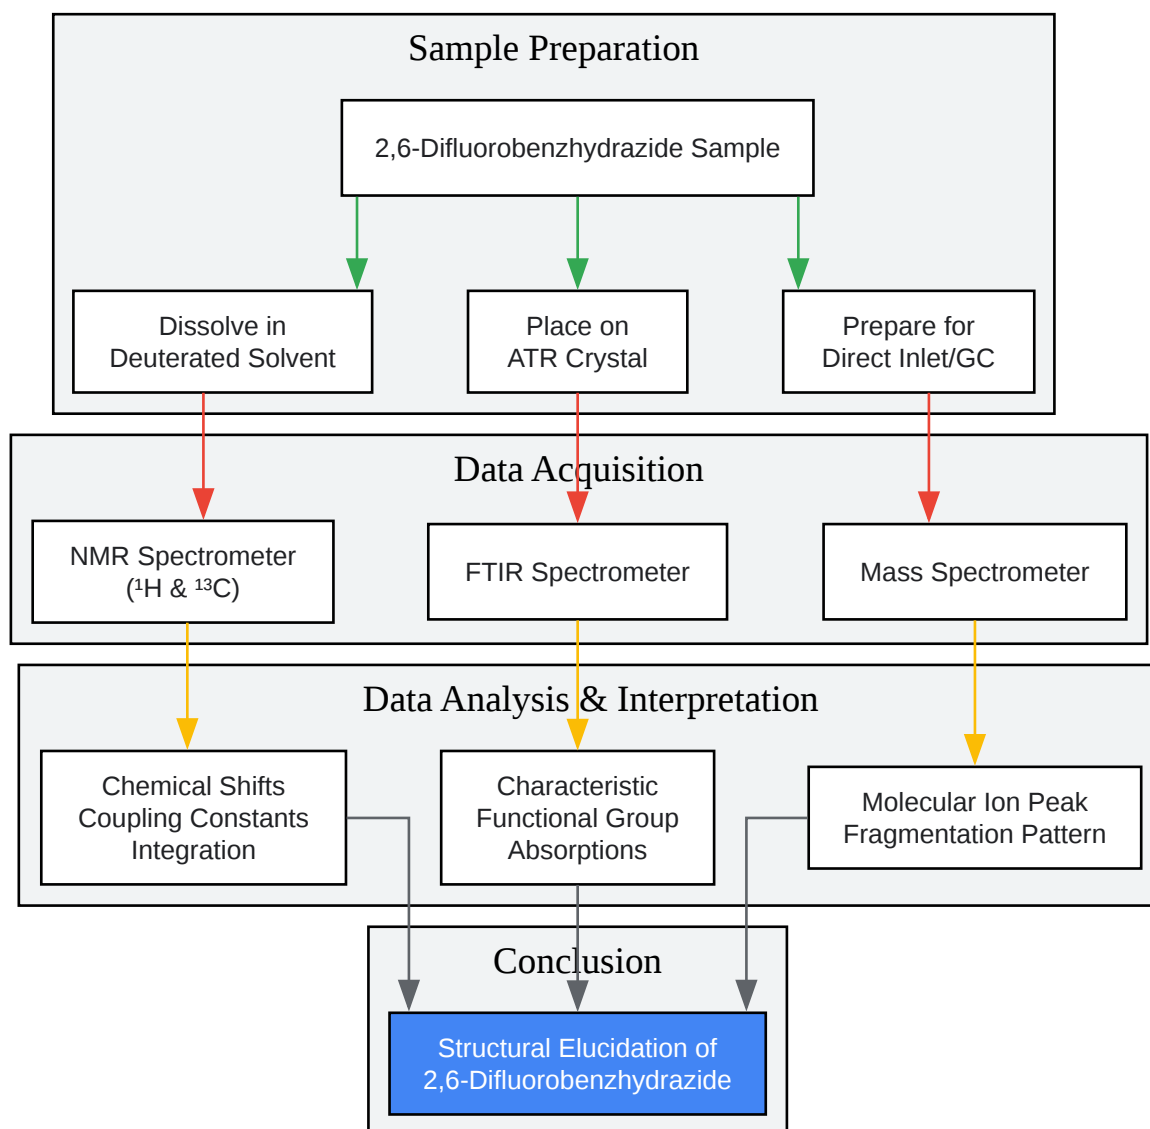 Sample Preparation
2,6-Difluorobenzhydrazide Sample
Dissolve in
Deuterated Solvent
Place on
ATR Crystal
Prepare for
Direct Inlet/GC
Data Acquisition
NMR Spectrometer
(¹H & ¹³C)
FTIR Spectrometer
Mass Spectrometer
Data Analysis & Interpretation
Chemical Shifts
Coupling Constants
Integration
Characteristic
Functional Group
Absorptions
Molecular Ion Peak
Fragmentation Pattern
Conclusion
Structural Elucidation of
2,6-Difluorobenzhydrazide